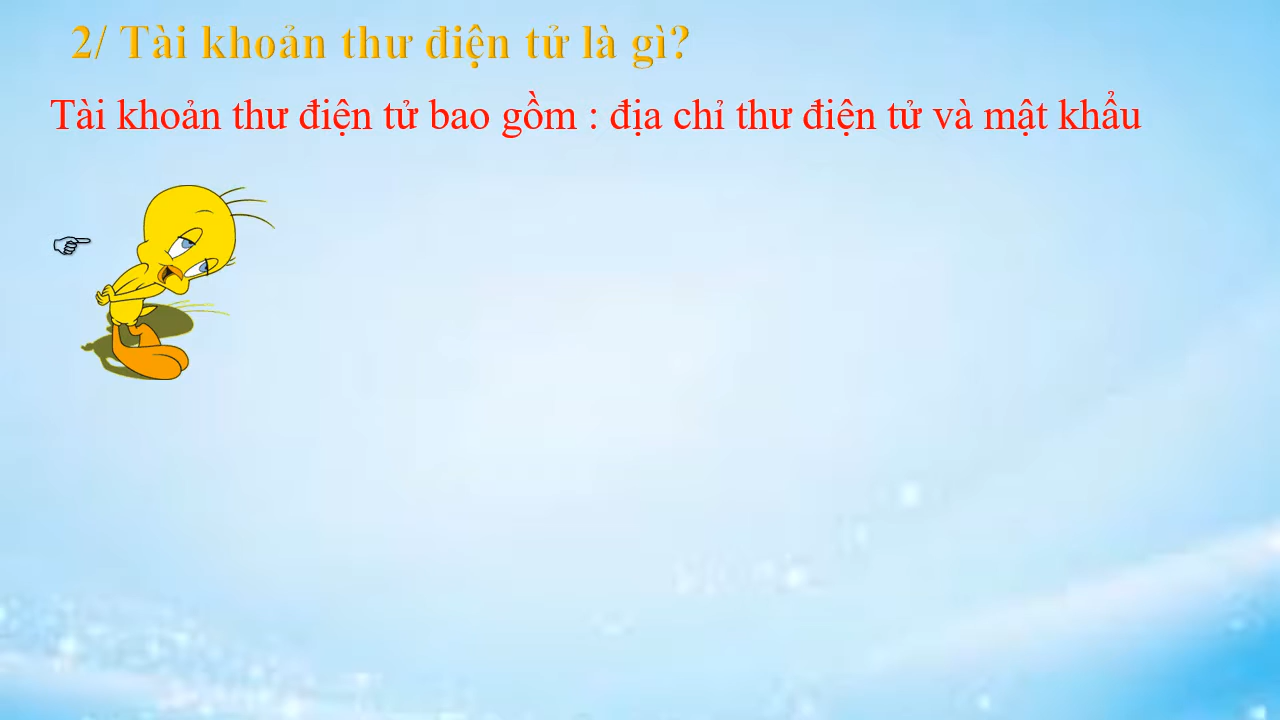 2/ Tài khoản thư điện tử là gì?
Tài khoản thư điện tử bao gồm : địa chỉ thư điện tử và mật khẩu